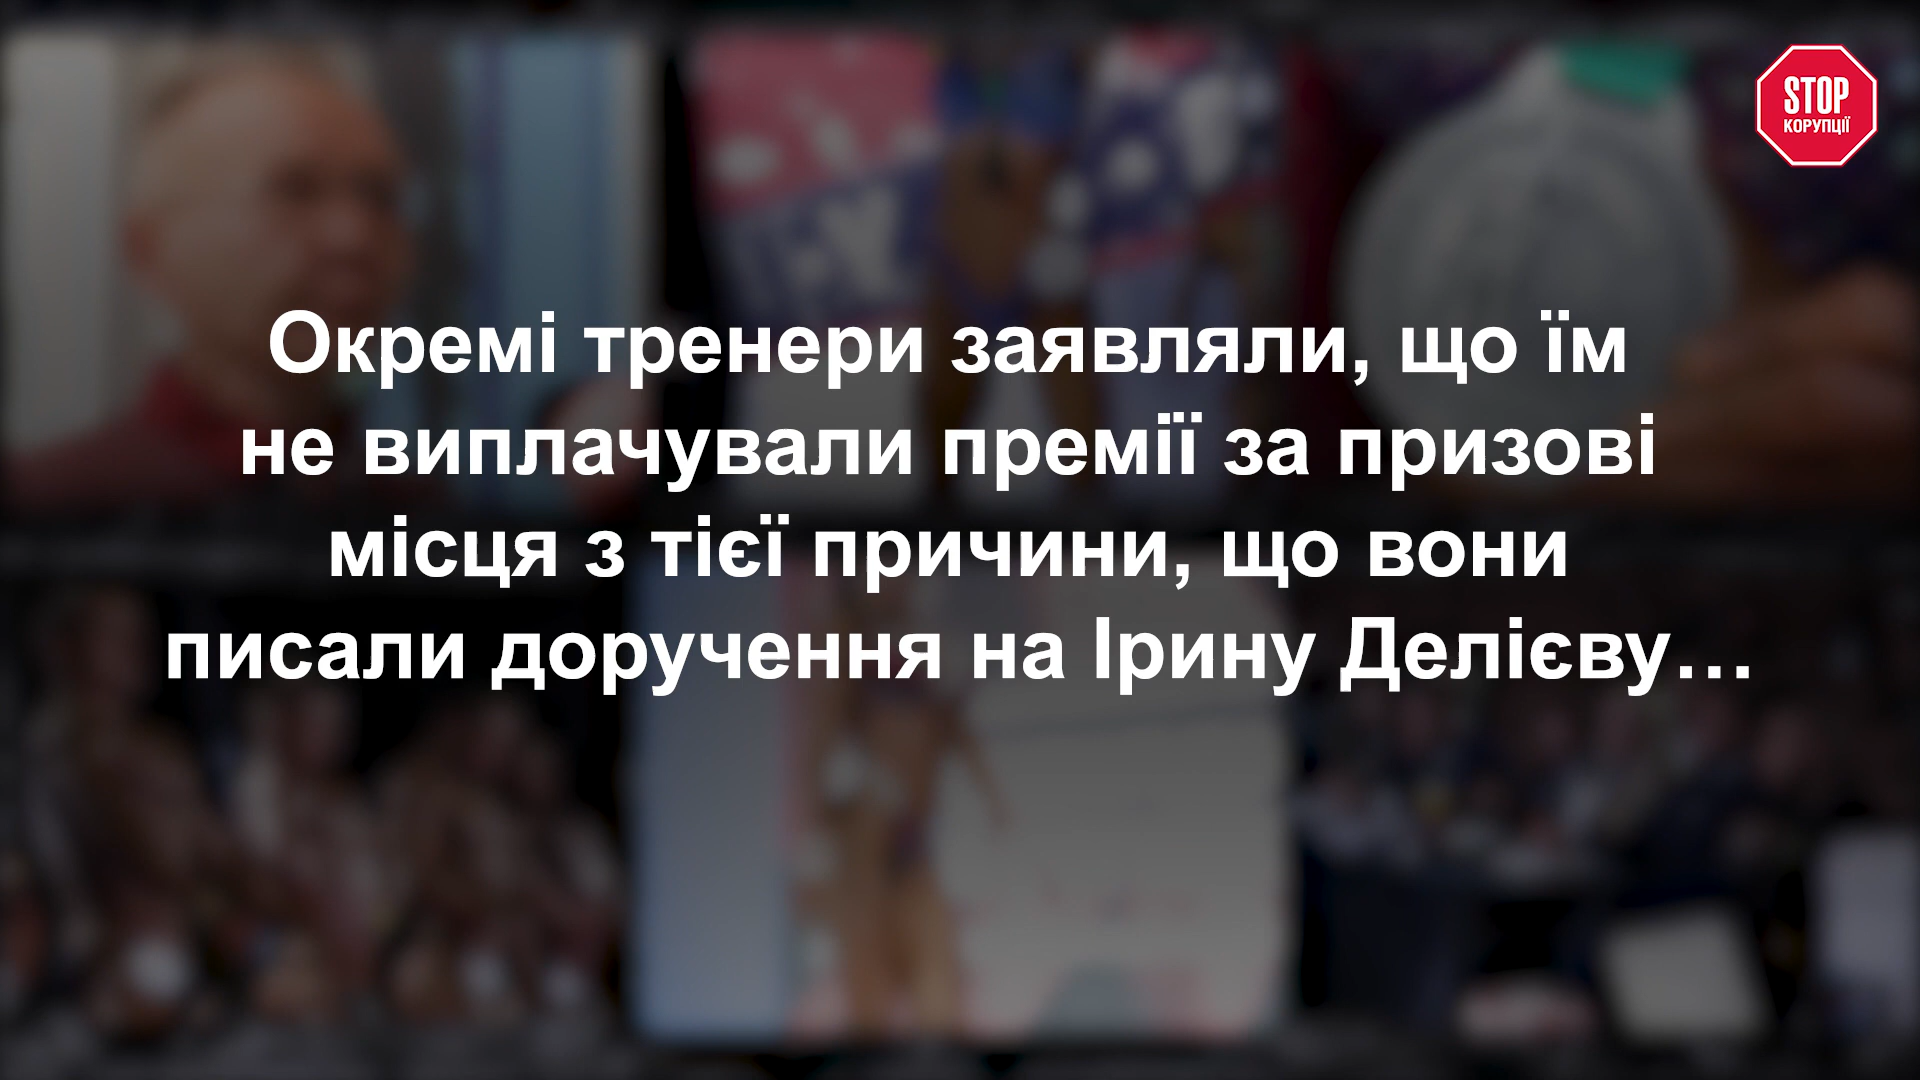 STOP
КОРУПЦІЇ
Окремі тренери заявляли, що їм
не виплачували премії за призові
місця з тієї причини, що вони
писали доручення на Ірину Делієву…